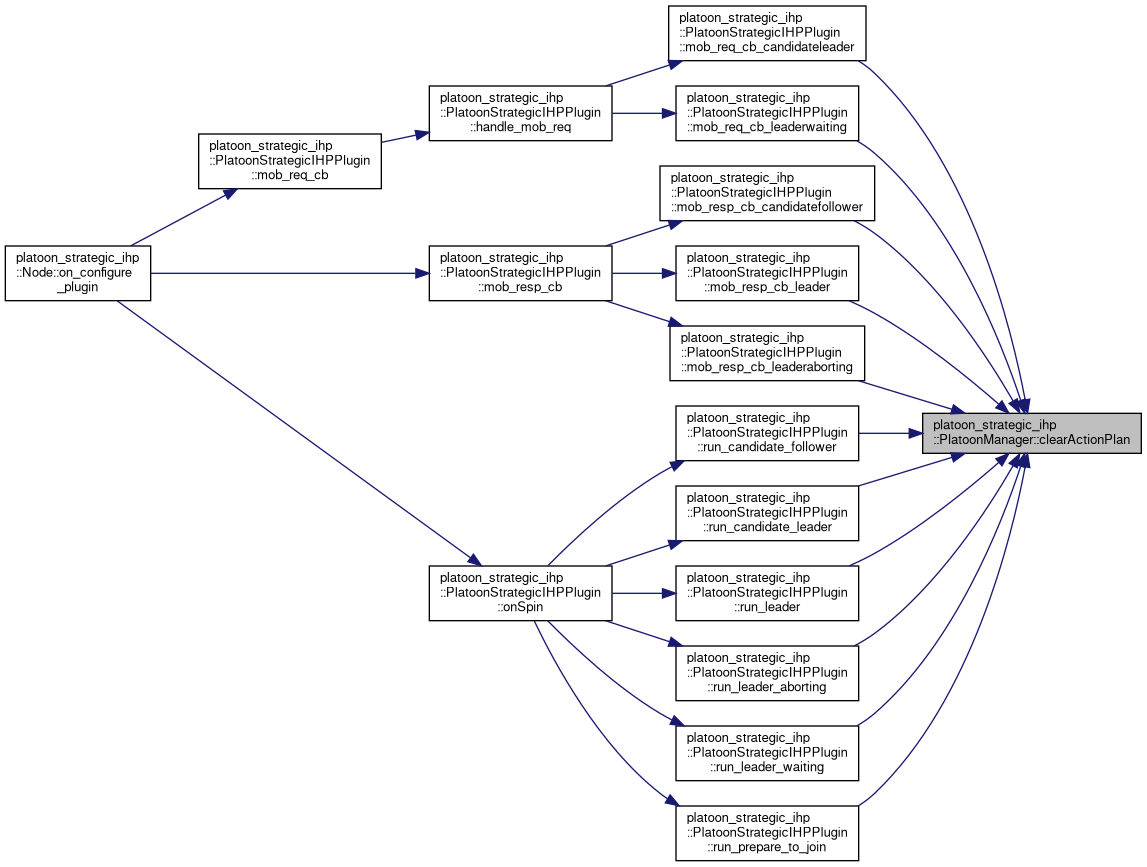 platoon_strategic_ihp
::PlatoonStrategicIHPPlugin
::mob_req_cb_candidateleader
platoon_strategic_ihp
::PlatoonStrategicIHPPlugin
::handle_mob_req
platoon_strategic_ihp
::PlatoonStrategicIHPPlugin
::mob_req_cb_leaderwaiting
platoon_strategic_ihp
::PlatoonStrategicIHPPlugin
::mob_req_cb
platoon_strategic_ihp
::PlatoonStrategicIHPPlugin
::mob_resp_cb_candidatefollower
platoon_strategic_ihp
::Node::on_configure
_plugin
platoon_strategic_ihp
::PlatoonStrategicIHPPlugin
::mob_resp_cb
platoon_strategic_ihp
::PlatoonStrategicIHPPlugin
::mob_resp_cb_leader
platoon_strategic_ihp
::PlatoonStrategicIHPPlugin
::mob_resp_cb_leaderaborting
platoon_strategic_ihp
::PlatoonStrategicIHPPlugin
::run_candidate_follower
platoon_strategic_ihp
::PlatoonManager::clearActionPlan
platoon_strategic_ihp
::PlatoonStrategicIHPPlugin
::run_candidate_leader
platoon_strategic_ihp
::PlatoonStrategicIHPPlugin
::onSpin
platoon_strategic_ihp
::PlatoonStrategicIHPPlugin
::run_leader
platoon_strategic_ihp
::PlatoonStrategicIHPPlugin
::run_leader_aborting
platoon_strategic_ihp
::PlatoonStrategicIHPPlugin
::run_leader_waiting
platoon_strategic_ihp
::PlatoonStrategicIHPPlugin
::run_prepare_to_join